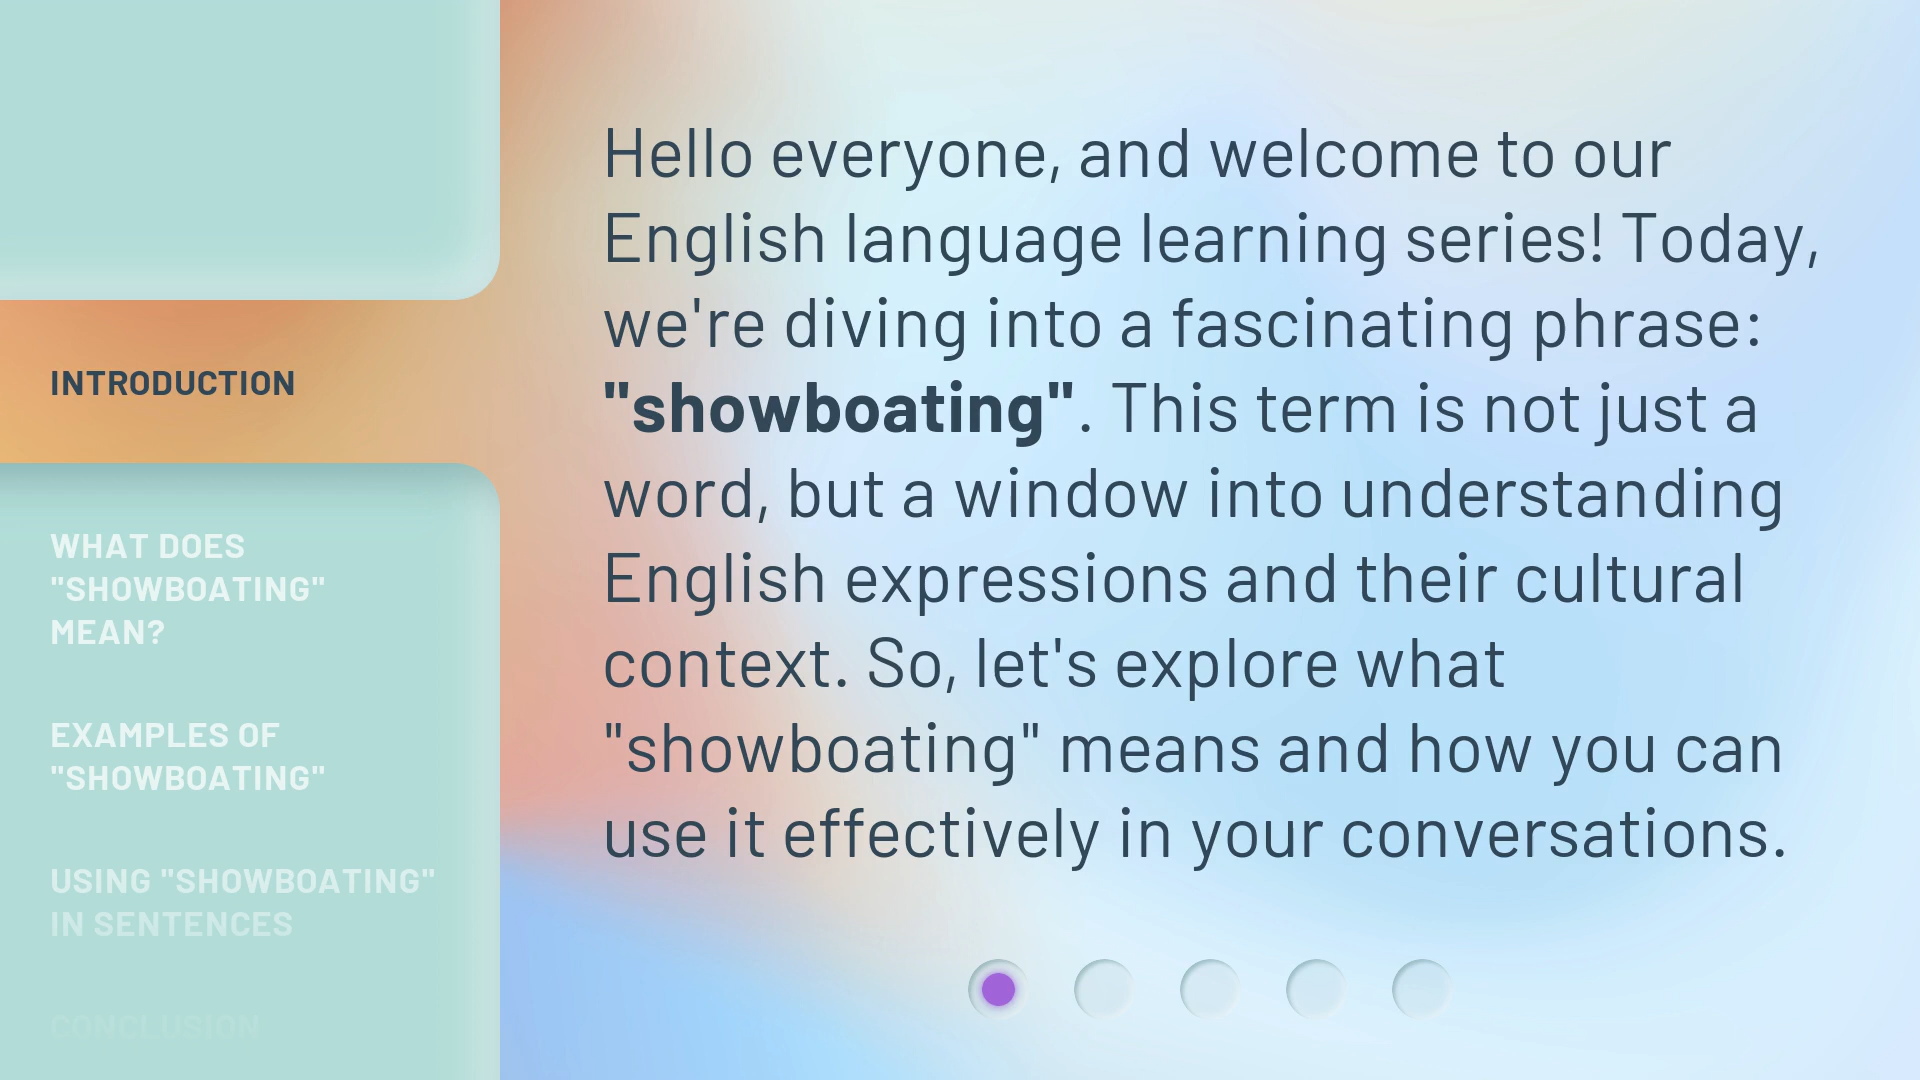 INTRODUCTION
WHAT DOES
"SHOWBOATING"
MEAN?
EXAMPLES OF
"SHOWBOATING"
USING "SHOWBOATING"
IN SENTENCES
CONCLUSION
Hello everyone, and welcome to our
English language learning series! Today,
we're diving into a fascinating phrase:
"showboating". This term is not just a
word, but a window into understanding
English expressions and their cultural
context. So, let's explore what
"showboating" means and how you can
use it effectively in your conversations.